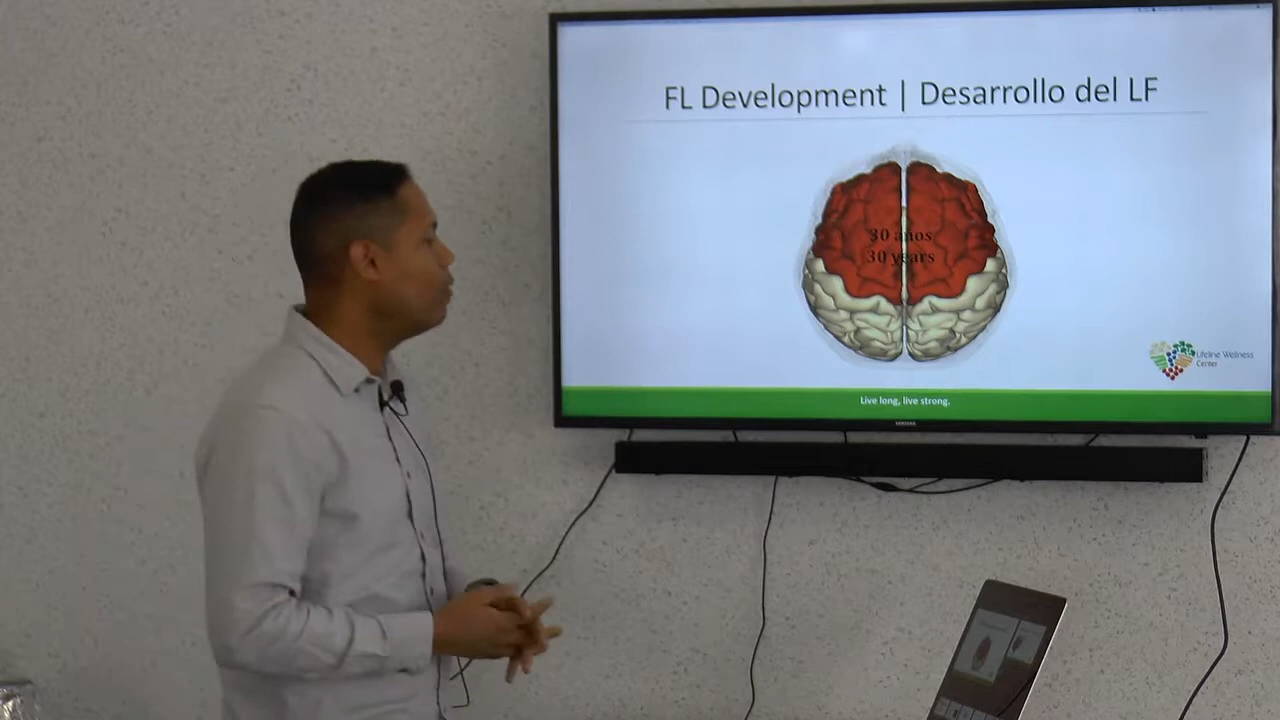 FL Development | Desarrollo del LF
30 años
30 years
Lifeline Wellness
Center
Live long, live strong.